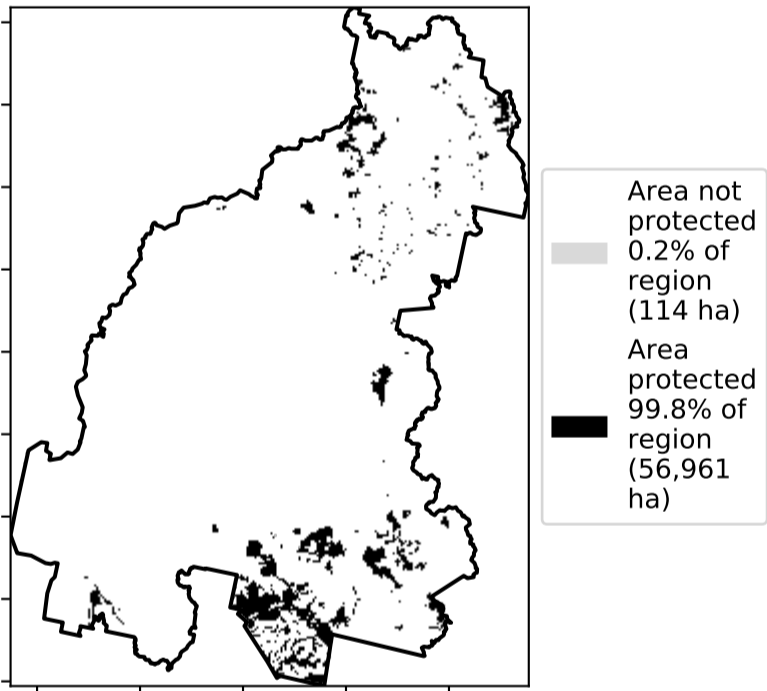 Area not
protected
0.2% of
region
(114 ha)
Area
protected
99.8% of
region
(56,961
ha)